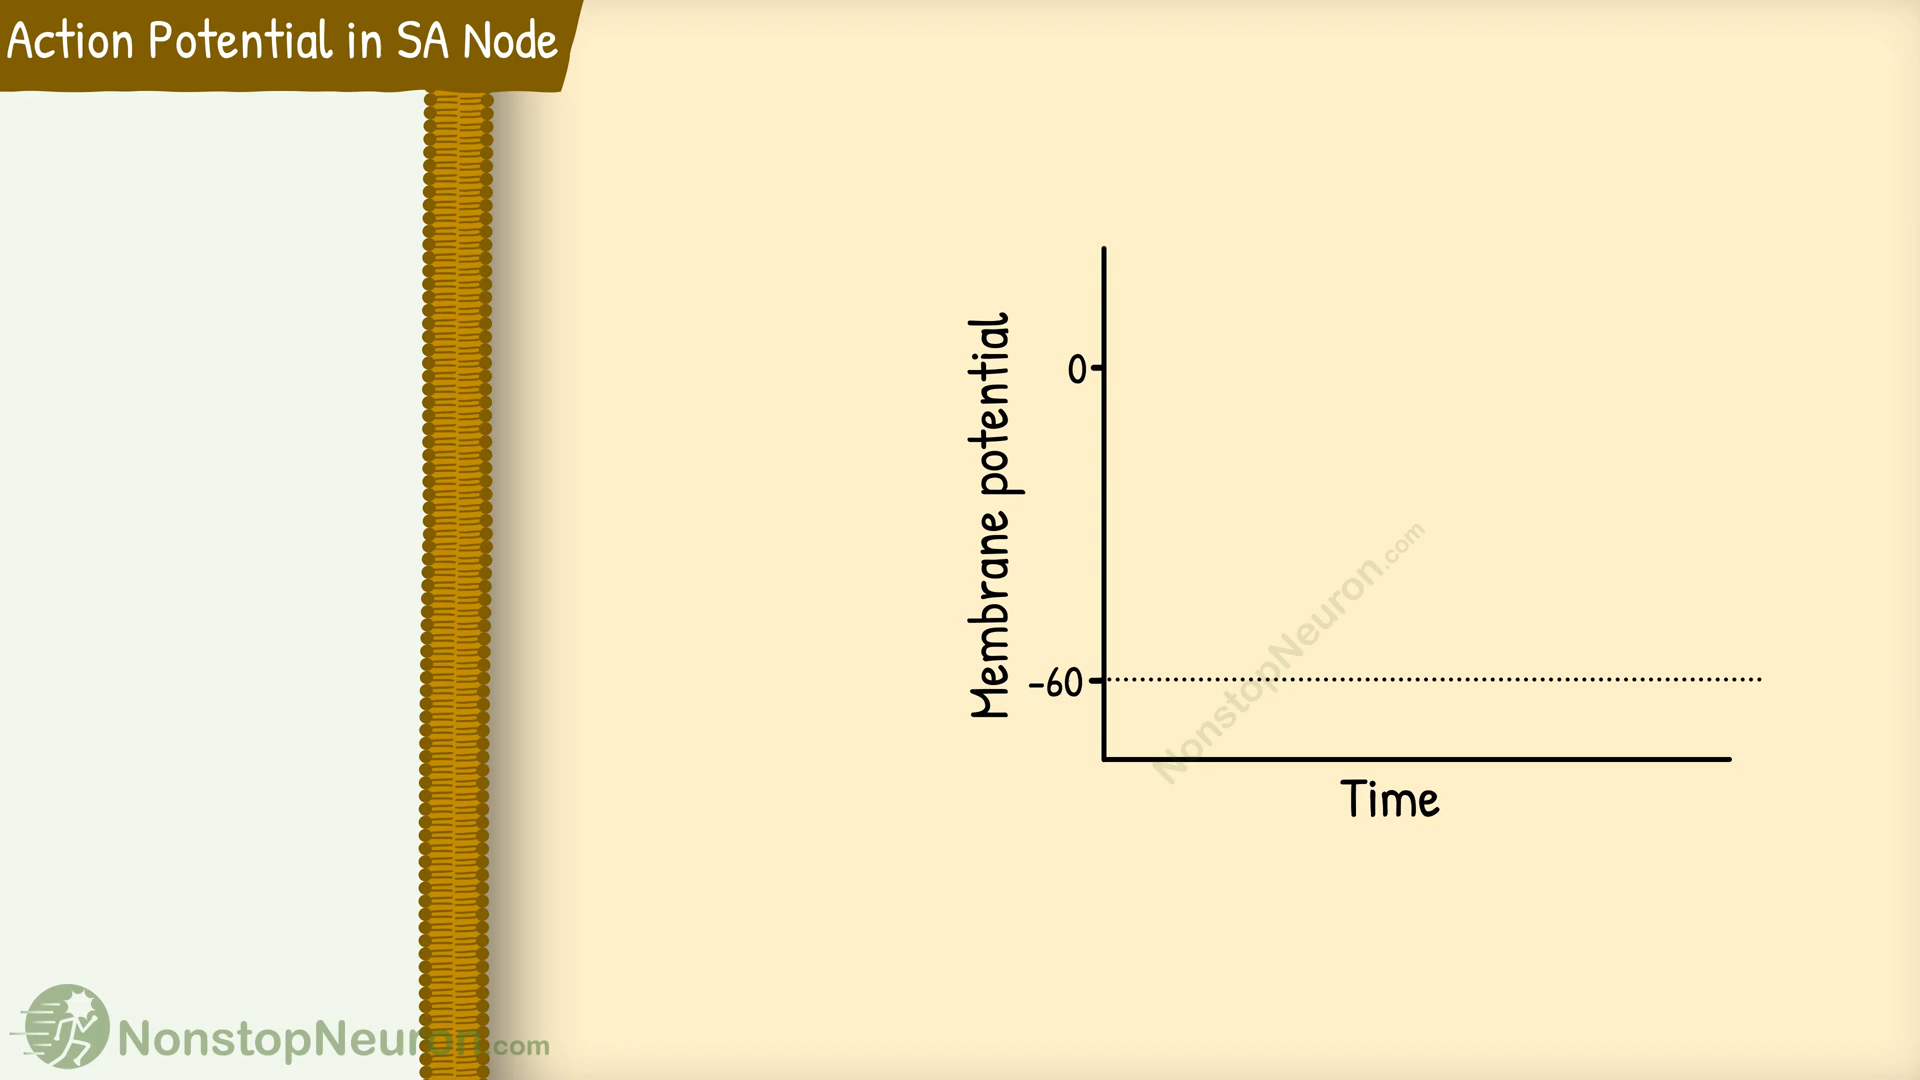 Action Potential in SA Node
Membrane potential
0
-60
Time
NonstopNeuron.com
NonstopNeuron.com